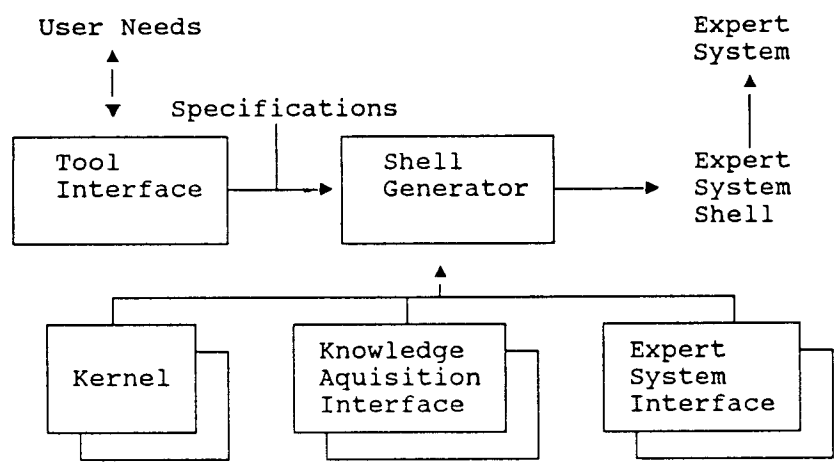 User Needs
Expert
System
Specifications
Tool
Interface
Shell
Generator
Expert
System
Shell
Kernel
Knowledge
Aquisition
Interface
Expert
System
Interface